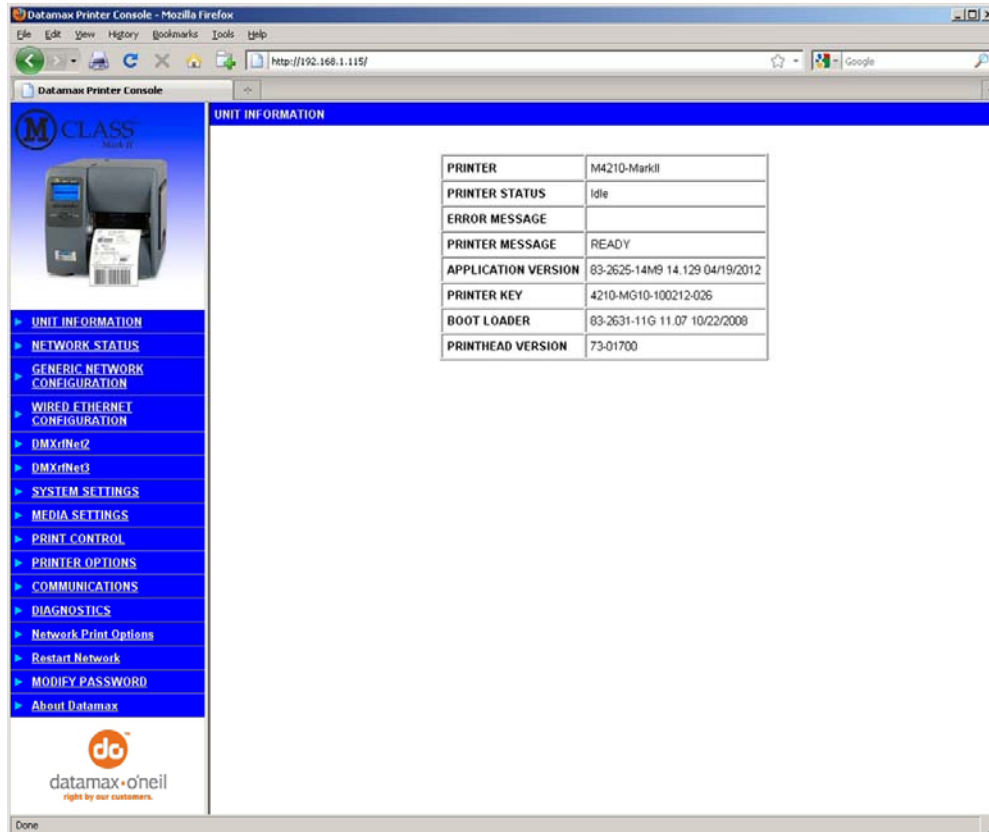 Datamax Printer Console - Mozilla Firefox
File Edit View History Bookmarks Tools Help
http://192.168.1.115/
Google
Datamax Printer Console
M CLASS
Mark II
UNIT INFORMATION
PRINTER M4210-MarkII
PRINTER STATUS Idle
ERROR MESSAGE
PRINTER MESSAGE READY
APPLICATION VERSION 83-2625-14M9 14.129 04/19/2012
PRINTER KEY 4210-MG10-100212-026
BOOT LOADER 83-2631-11G 11.07 10/22/2008
PRINTHEAD VERSION 73-01700
UNIT INFORMATION
NETWORK STATUS
GENERIC NETWORK
CONFIGURATION
WIRED ETHERNET
CONFIGURATION
DMXrfNet2
DMXrfNet3
SYSTEM SETTINGS
MEDIA SETTINGS
PRINT CONTROL
PRINTER OPTIONS
COMMUNICATIONS
DIAGNOSTICS
Network Print Options
Restart Network
MODIFY PASSWORD
About Datamax
do
datamax•o'neil
right by our customers.
Done